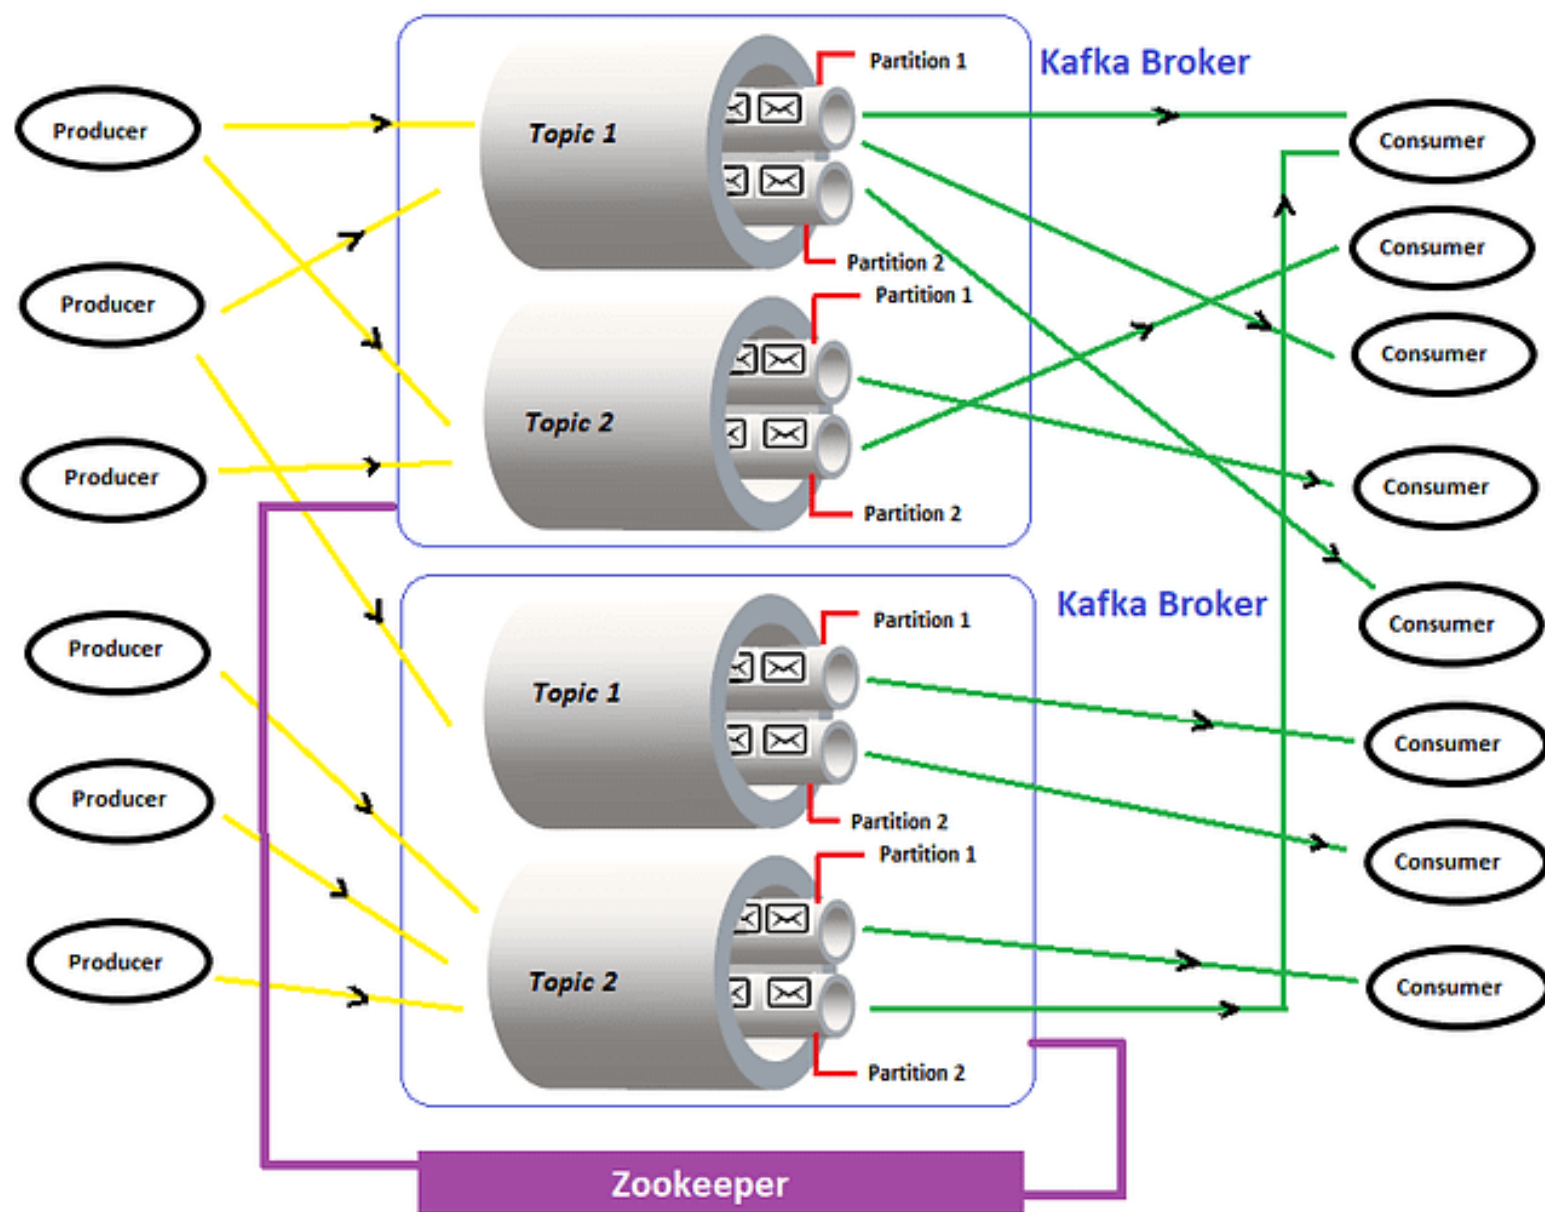 Partition 1
Kafka Broker
Producer
Topic 1
Consumer
Partition 2
Consumer
Partition 1
Producer
Consumer
Topic 2
Producer
Consumer
Partition 2
Kafka Broker
Partition 1
Consumer
Producer
Topic 1
Consumer
Producer
Partition 2
Partition 1
Consumer
Producer
Topic 2
Consumer
Partition 2
Zookeeper